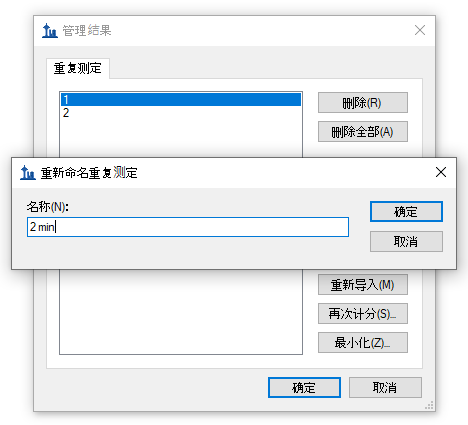 管理结果
重复测定
1
2
删除(R)
删除全部(A)
重新命名重复测定
名称(N):
2 min
确定
取消
重新导入(M)
再次计分(S)...
最小化(Z)...
确定
取消